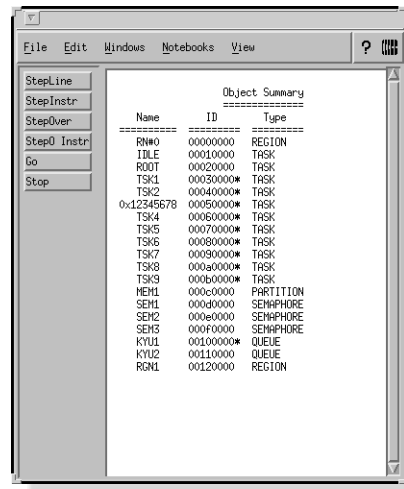 File Edit Windows Notebooks View ?
StepLine
StepInstr
StepOver
StepO Instr
Go
Stop
Object Summary
==============
Name ID Type
========== ========= =========
RN#0 00000000 REGION
IDLE 00010000 TASK
ROOT 00020000 TASK
TSK1 00030000* TASK
TSK2 00040000* TASK
0x12345678 00050000* TASK
TSK4 00060000* TASK
TSK5 00070000* TASK
TSK6 00080000* TASK
TSK7 00090000* TASK
TSK8 000a0000* TASK
TSK9 000b0000* TASK
MEM1 000c0000 PARTITION
SEM1 000d0000 SEMAPHORE
SEM2 000e0000 SEMAPHORE
SEM3 000f0000 SEMAPHORE
KYU1 00100000* QUEUE
KYU2 00110000 QUEUE
RGN1 00120000 REGION